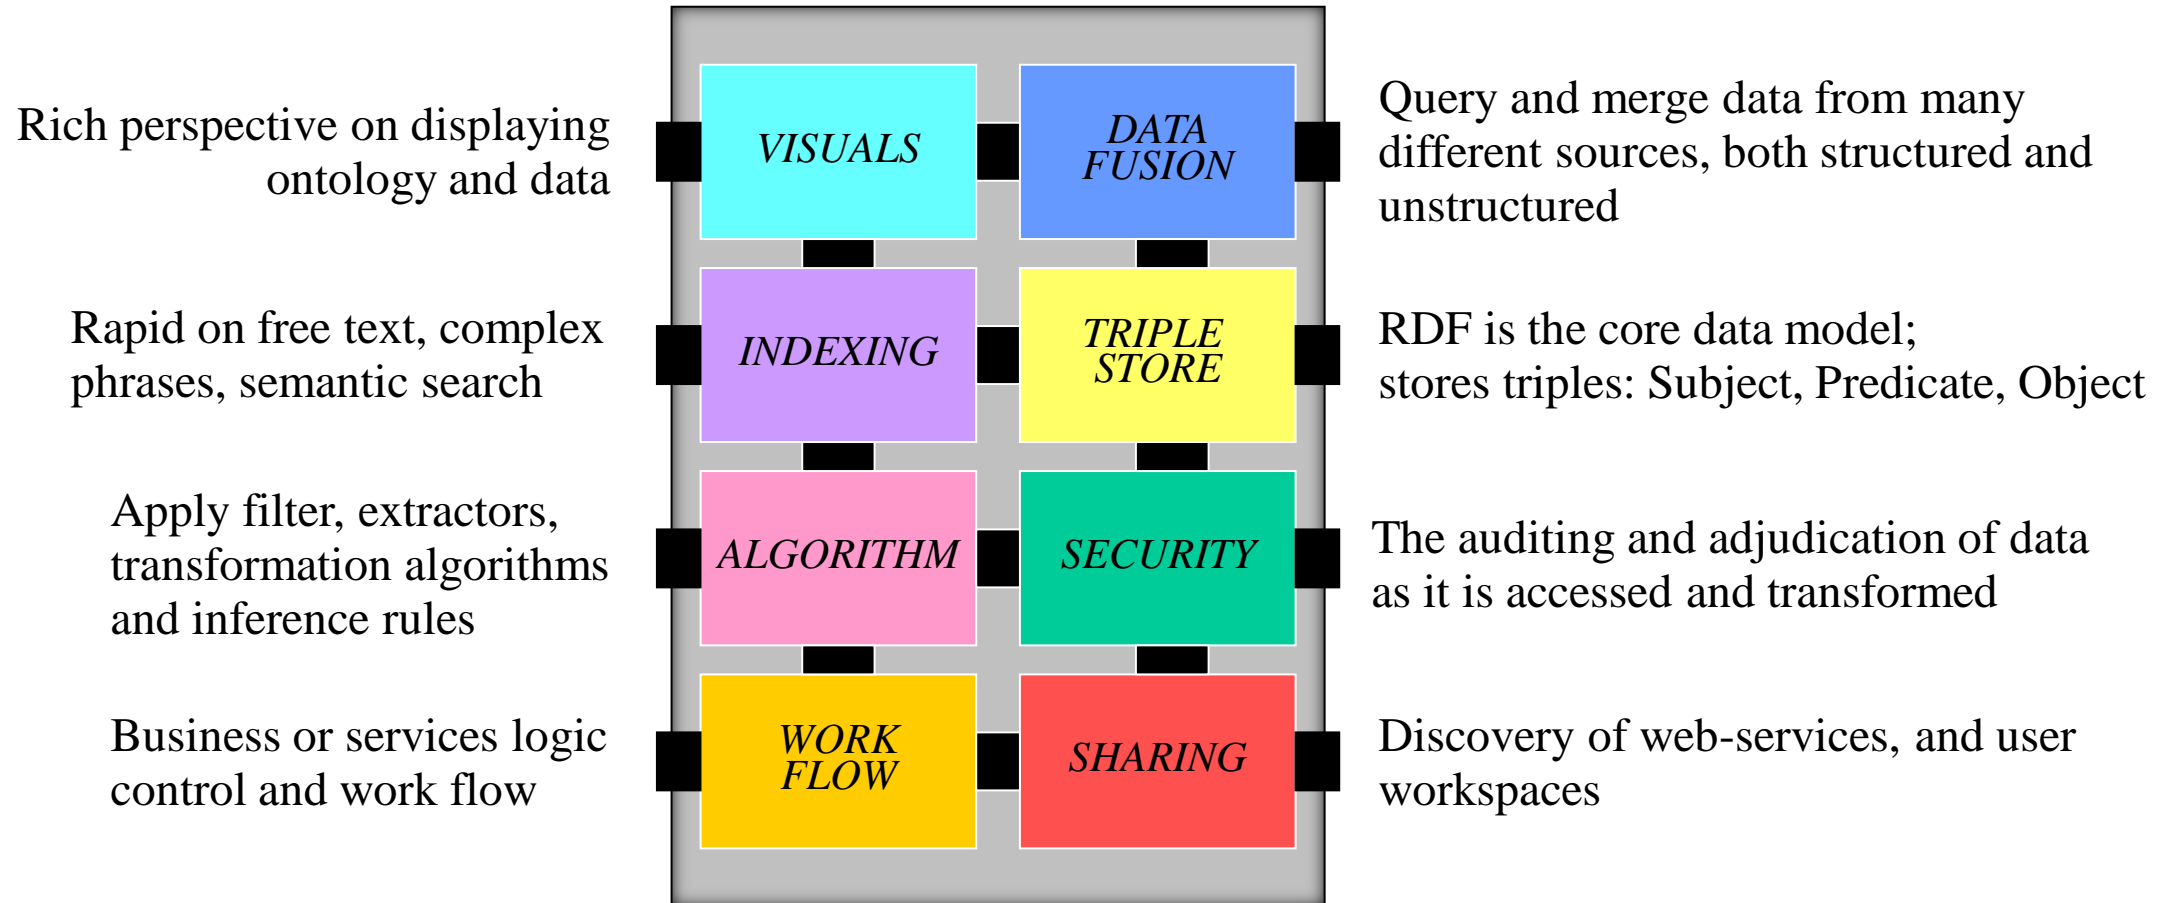 Rich perspective on displaying
ontology and data
VISUALS
DATA
FUSION
Query and merge data from many
different sources, both structured and
unstructured
Rapid on free text, complex
phrases, semantic search
INDEXING
TRIPLE
STORE
RDF is the core data model;
stores triples: Subject, Predicate, Object
Apply filter, extractors,
transformation algorithms
and inference rules
ALGORITHM
SECURITY
The auditing and adjudication of data
as it is accessed and transformed
Business or services logic
control and work flow
WORK
FLOW
SHARING
Discovery of web-services, and user
workspaces